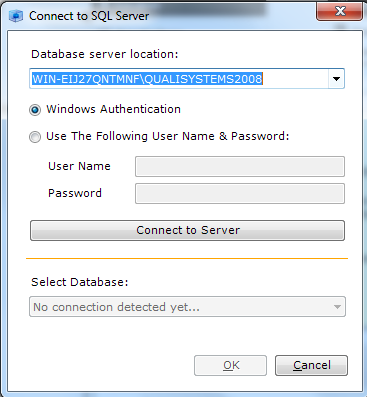 Connect to SQL Server
Database server location:
WIN-EIJ27QNTMNF\QUALISYSTEMS2008
Windows Authentication
Use The Following User Name & Password:
User Name
Password
Connect to Server
Select Database:
No connection detected yet...
OK
Cancel